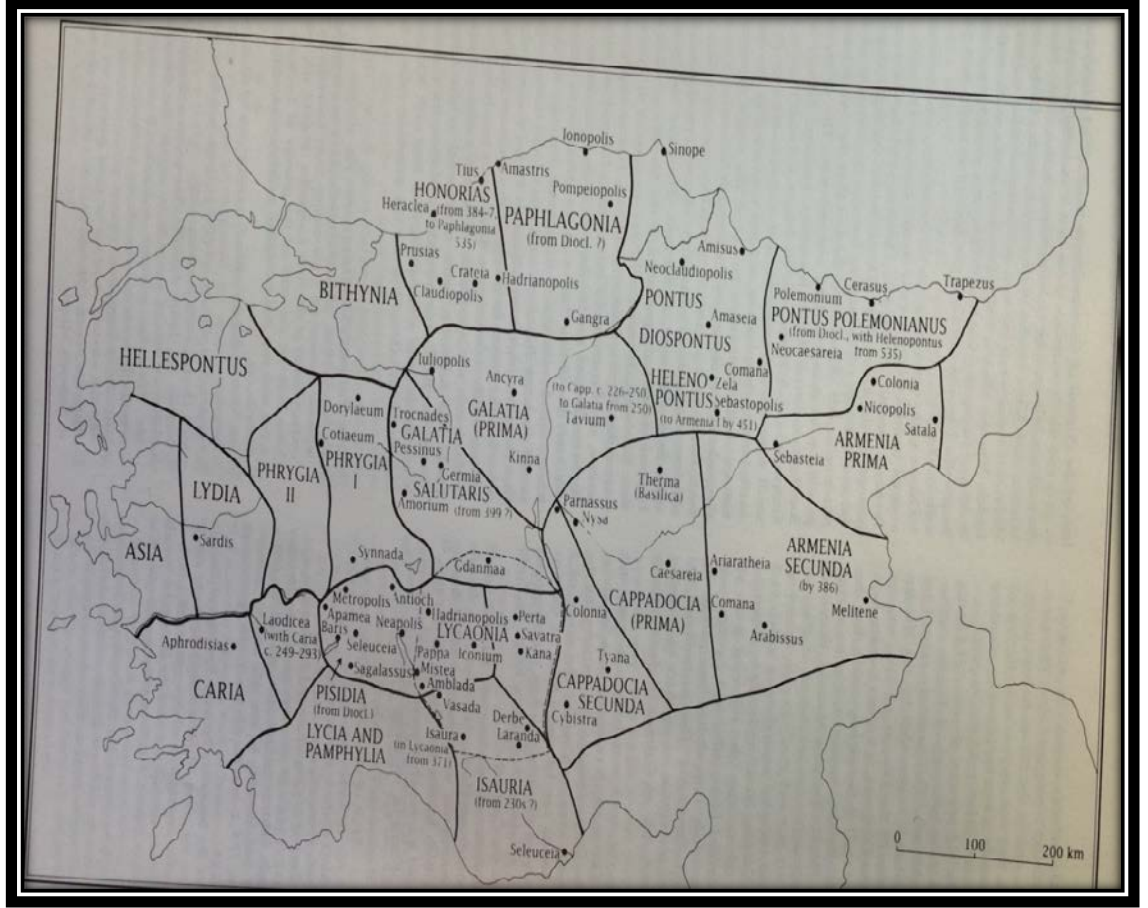 Ionopolis
Sinope
Tius
Amastris
HONORIAS
Pompeiopolis
Heraclea
(from 384-7,
to Paphlagonia
535)
PAPHLAGONIA
(from Diocl. ?)
Prusias
Crateia
Hadrianopolis
Claudiopolis
BITHYNIA
Gangra
Amisus
Neoclaudiopolis
PONTUS
Amaseia
DIOSPONTUS
Comana
HELENO
Zela
PONTUS
Sebastopolis
(to Armenia I by 451)
Polemonium
Cerasus
Trapezus
PONTUS POLEMONIANUS
(from Diocl., with Helenopontus
from 535)
Neocaesareia
Colonia
Nicopolis
Satala
ARMENIA
PRIMA
Sebasteia
HELLESPONTUS
Iuliopolis
Ancyra
GALATIA
(PRIMA)
(to Capp. c. 226-250
to Galatia from 250)
Tavium
Kinna
Dorylaeum
Trocnades
GALATIA
Cotiaeum
Pessinus
Germia
SALUTARIS
Amorium (from 399 ?)
PHRYGIA
I
PHRYGIA
II
LYDIA
Sardis
ASIA
Synnada
Gdanmaa
Therma
(Basilica)
Parnassus
Nysa
Caesareia
CAPPADOCIA
(PRIMA)
Ariaratheia
Comana
Arabissus
ARMENIA
SECUNDA
(by 386)
Melitene
Metropolis
Antioch
Apamea
Hadrianopolis
Perta
Baris
Neapolis
LYCAONIA
Savatra
Seleuceia
Pappa
Iconium
Kana
Sagalassus
Mistea
Amblada
Vasada
Colonia
Tyana
CAPPADOCIA
SECUNDA
Cybistra
Derbe
Laranda
Laodicea
(with Caria
c. 249-293)
Aphrodisias
CARIA
PISIDIA
(from Diocl.)
LYCIA AND
PAMPHYLIA
Isaura
(in Lycaonia
from 371)
ISAURIA
(from 230s ?)
Seleuceia
0
100
200 km